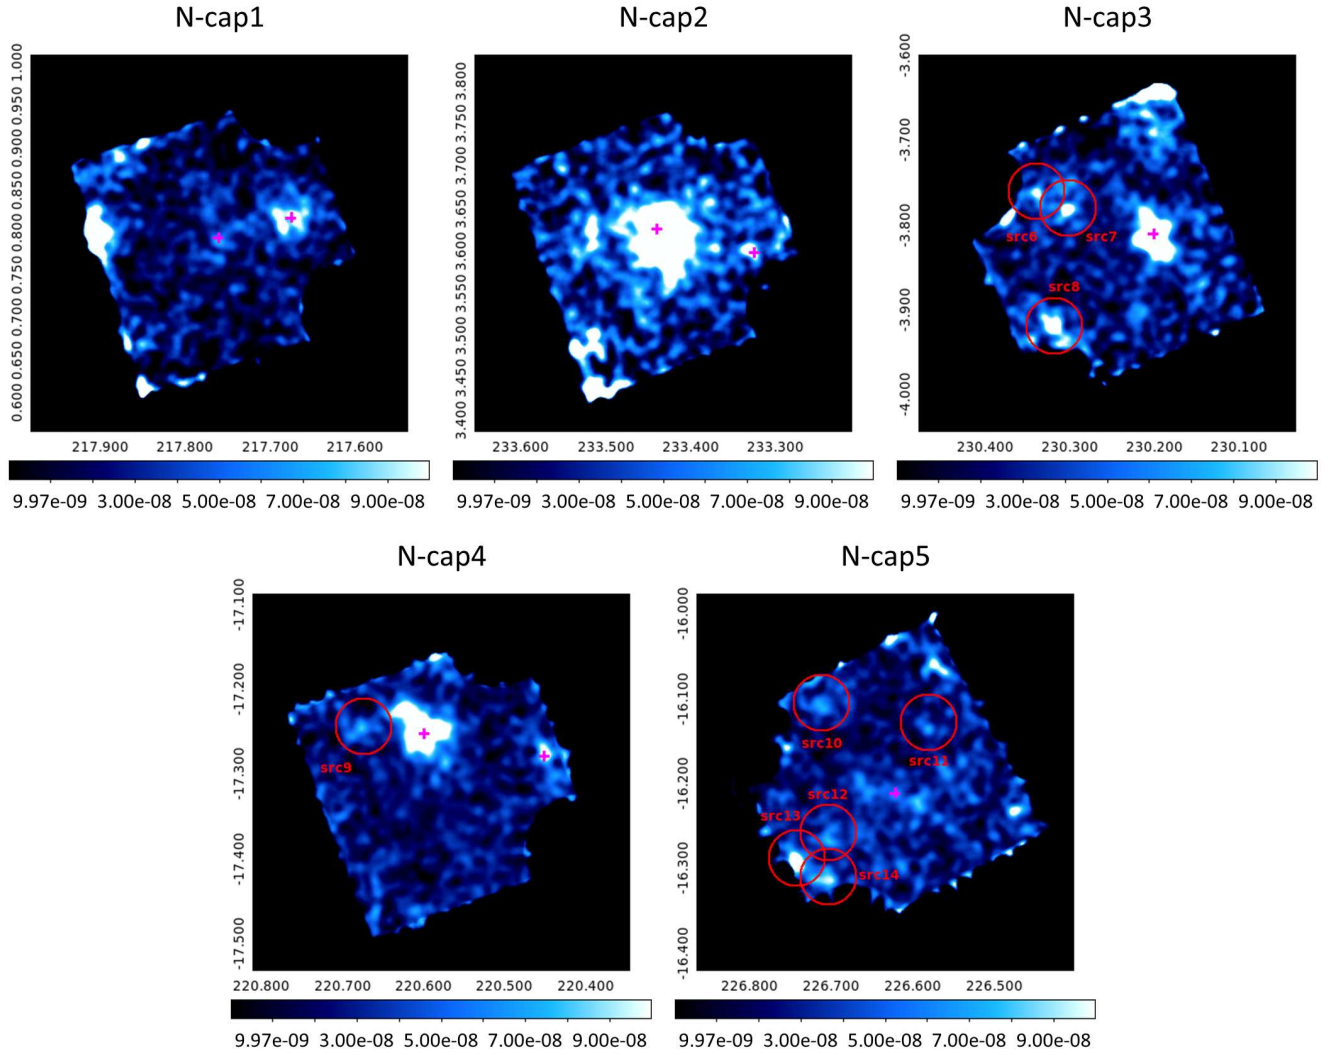 N-cap1
N-cap2
N-cap3
0.600 0.650 0.700 0.750 0.800 0.850 0.900 0.950 1.000
217.900 217.800 217.700 217.600
9.97e-09 3.00e-08 5.00e-08 7.00e-08 9.00e-08
3.400 3.450 3.500 3.550 3.600 3.650 3.700 3.750 3.800
233.600 233.500 233.400 233.300
9.97e-09 3.00e-08 5.00e-08 7.00e-08 9.00e-08
-4.000 -3.900 -3.800 -3.700 -3.600
src6
src7
src8
230.400 230.300 230.200 230.100
9.97e-09 3.00e-08 5.00e-08 7.00e-08 9.00e-08
N-cap4
N-cap5
-17.500 -17.400 -17.300 -17.200 -17.100
src9
220.800 220.700 220.600 220.500 220.400
9.97e-09 3.00e-08 5.00e-08 7.00e-08 9.00e-08
-16.400 -16.300 -16.200 -16.100 -16.000
src10
src11
src12
src13
src14
226.800 226.700 226.600 226.500
9.97e-09 3.00e-08 5.00e-08 7.00e-08 9.00e-08